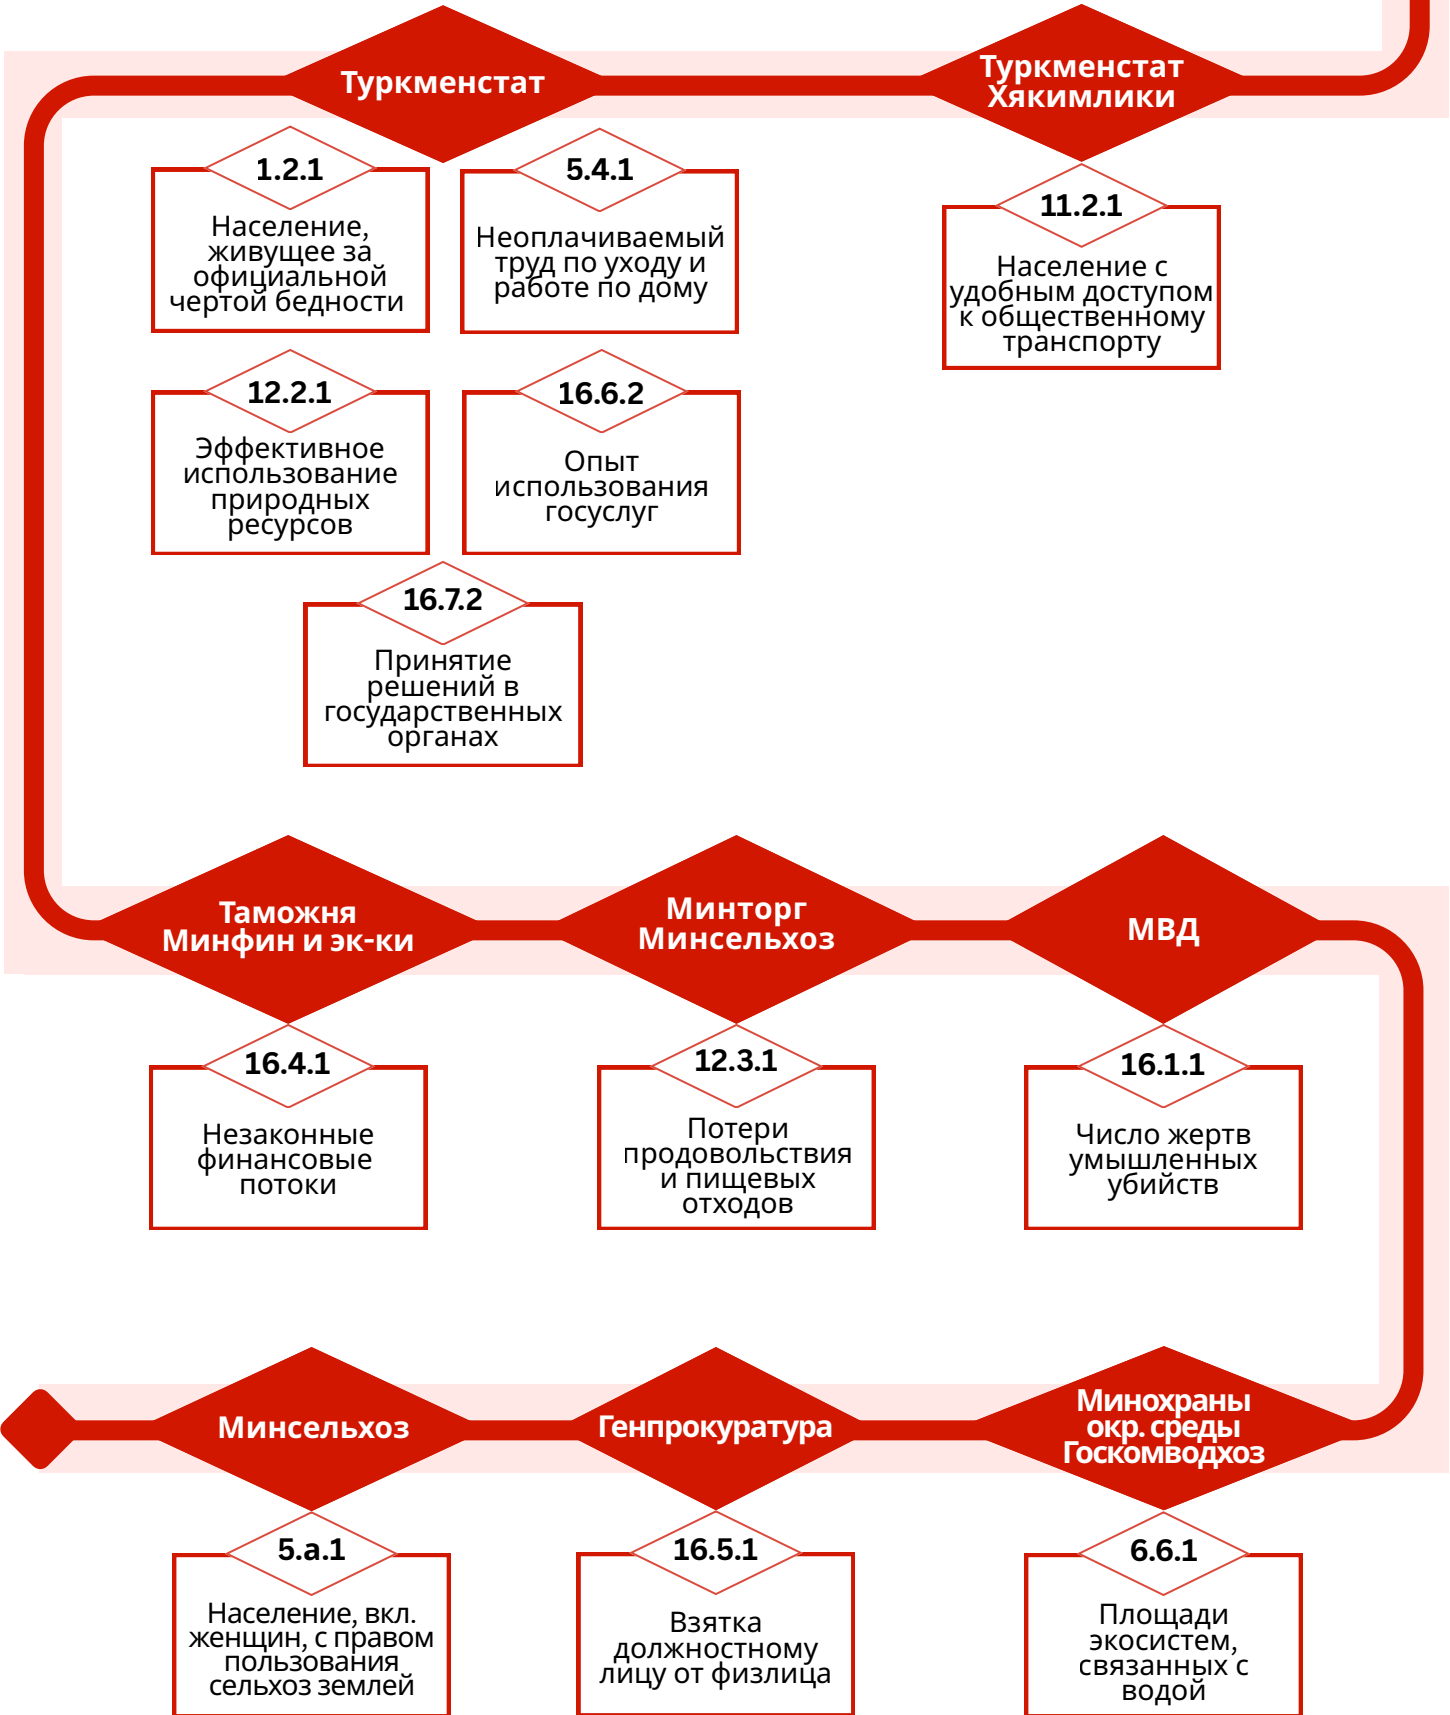 Туркменстат
Туркменстат
Хякимлики
1.2.1
Население,
живущее за
официальной
чертой бедности
5.4.1
Неоплачиваемый
труд по уходу и
работе по дому
11.2.1
Население с
удобным доступом
к общественному
транспорту
12.2.1
Эффективное
использование
природных
ресурсов
16.6.2
Опыт
использования
госуслуг
16.7.2
Принятие
решений в
государственных
органах
Таможня
Минфин и эк-ки
Минторг
Минсельхоз
МВД
16.4.1
Незаконные
финансовые
потоки
12.3.1
Потери
продовольствия
и пищевых
отходов
16.1.1
Число жертв
умышленных
убийств
Минсельхоз
Генпрокуратура
Минохраны
окр. среды
Госкомводхоз
5.a.1
Население, вкл.
женщин, с правом
пользования
сельхоз землей
16.5.1
Взятка
должностному
лицу от физлица
6.6.1
Площади
экосистем,
связанных с
водой